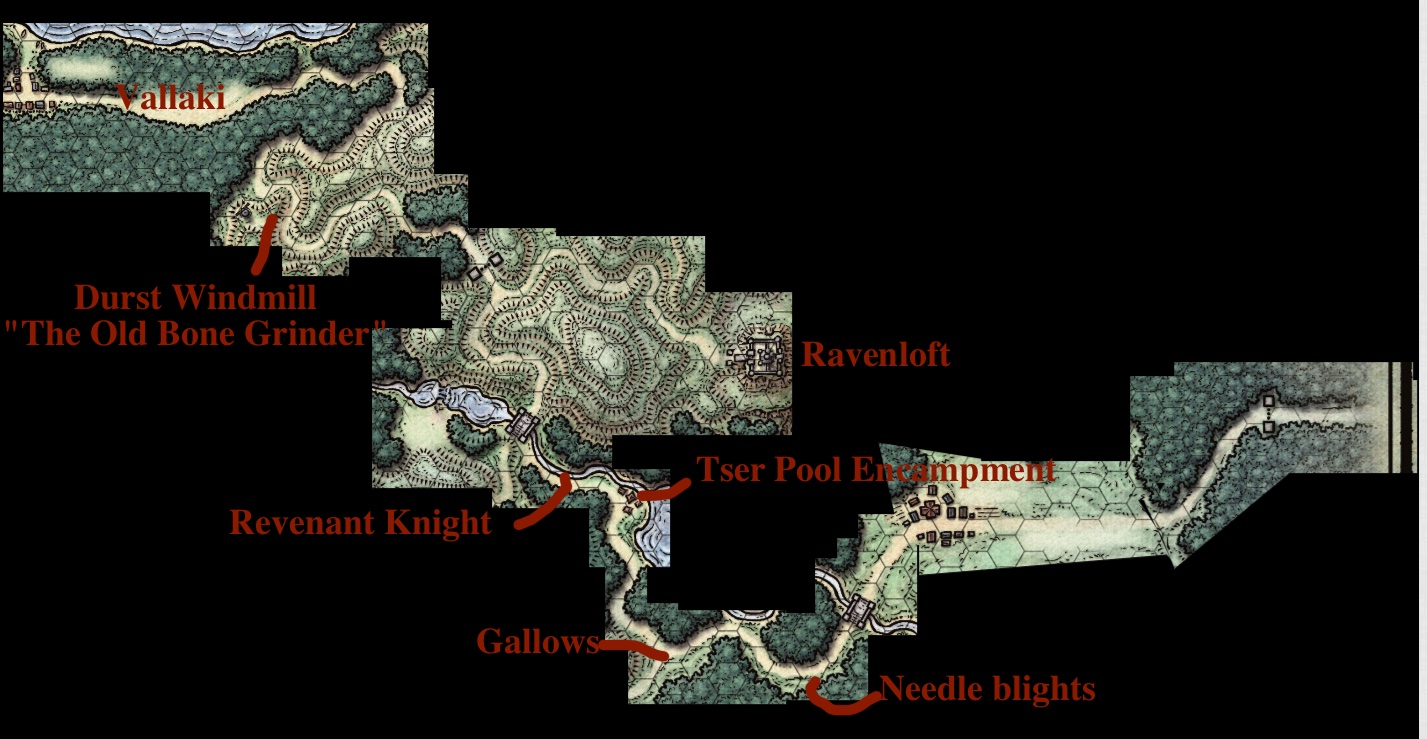 Vallaki
Durst Windmill
"The Old Bone Grinder"
Ravenloft
Tser Pool Encampment
Revenant Knight
Gallows
Needle blights